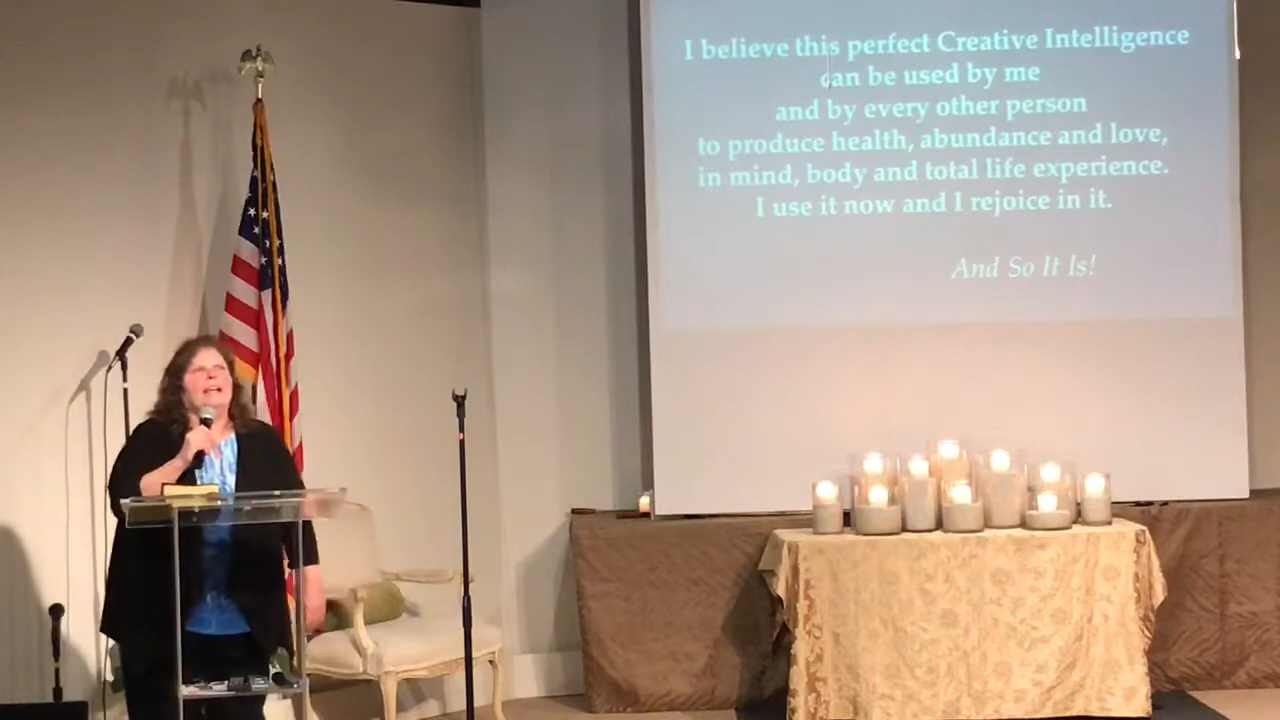 I believe this perfect Creative Intelligence
can be used by me
and by every other person
to produce health, abundance and love,
in mind, body and total life experience.
I use it now and I rejoice in it.
And So It Is!